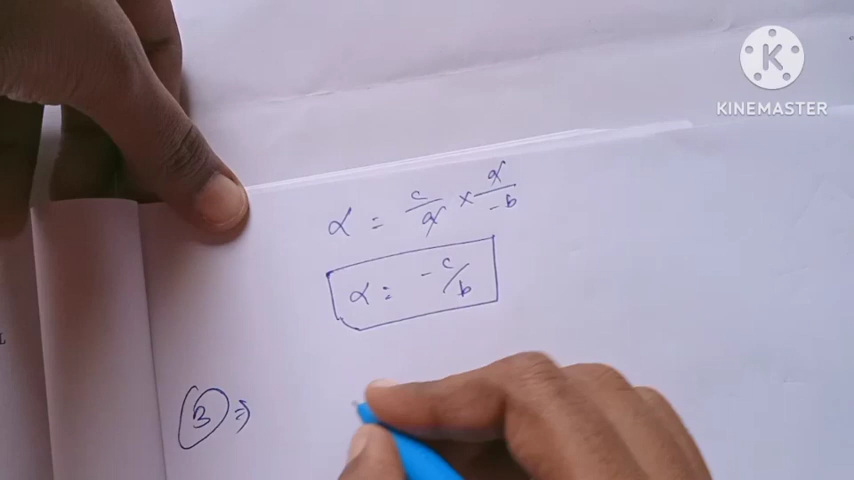 K
KINEMASTER
α = c/a × a/-b
α = -c/b
3 ⇒